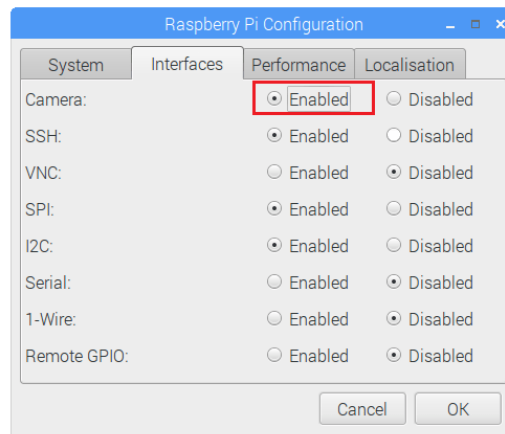 Raspberry Pi Configuration
System Interfaces Performance Localisation
Camera: Enabled Disabled
SSH: Enabled Disabled
VNC: Enabled Disabled
SPI: Enabled Disabled
I2C: Enabled Disabled
Serial: Enabled Disabled
1-Wire: Enabled Disabled
Remote GPIO: Enabled Disabled
Cancel OK